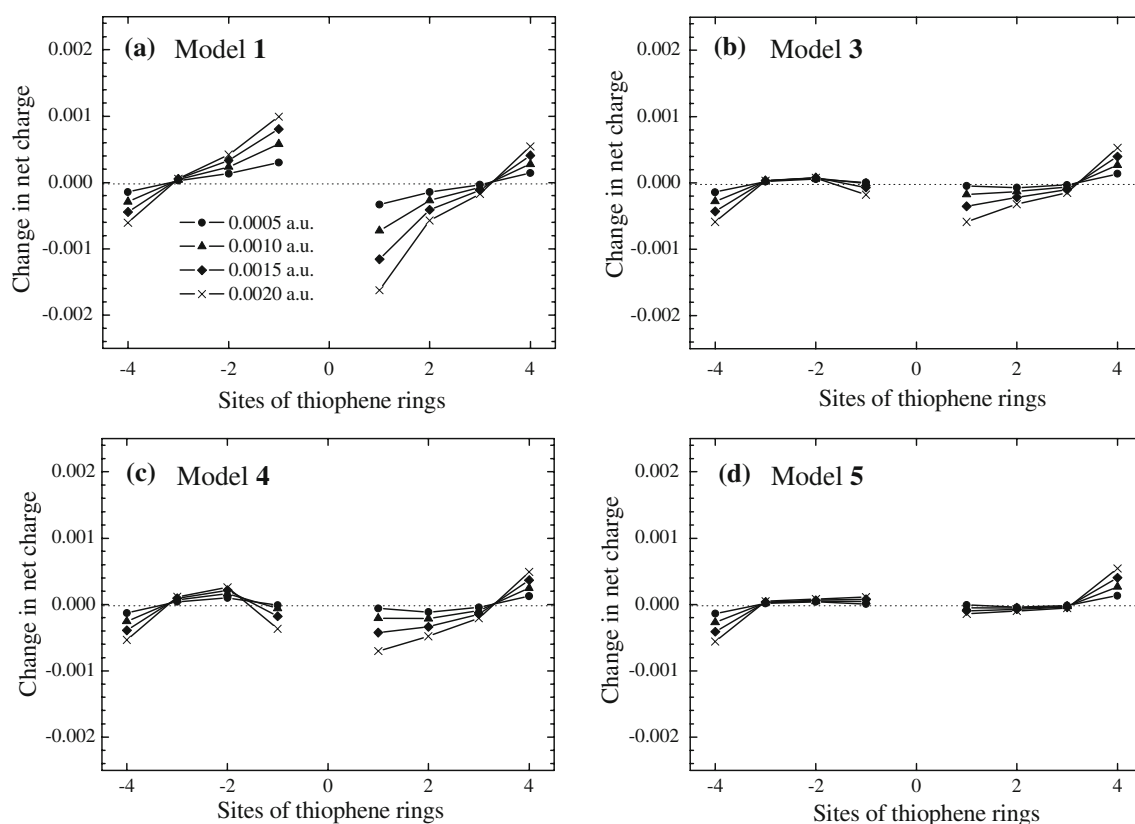 (a) Model 1
0.002
0.001
0.000
-0.001
-0.002
Change in net charge
0.0005 a.u.
0.0010 a.u.
0.0015 a.u.
0.0020 a.u.
-4 -2 0 2 4
Sites of thiophene rings
(b) Model 3
0.002
0.001
0.000
-0.001
-0.002
Change in net charge
-4 -2 0 2 4
Sites of thiophene rings
(c) Model 4
0.002
0.001
0.000
-0.001
-0.002
Change in net charge
-4 -2 0 2 4
Sites of thiophene rings
(d) Model 5
0.002
0.001
0.000
-0.001
-0.002
Change in net charge
-4 -2 0 2 4
Sites of thiophene rings